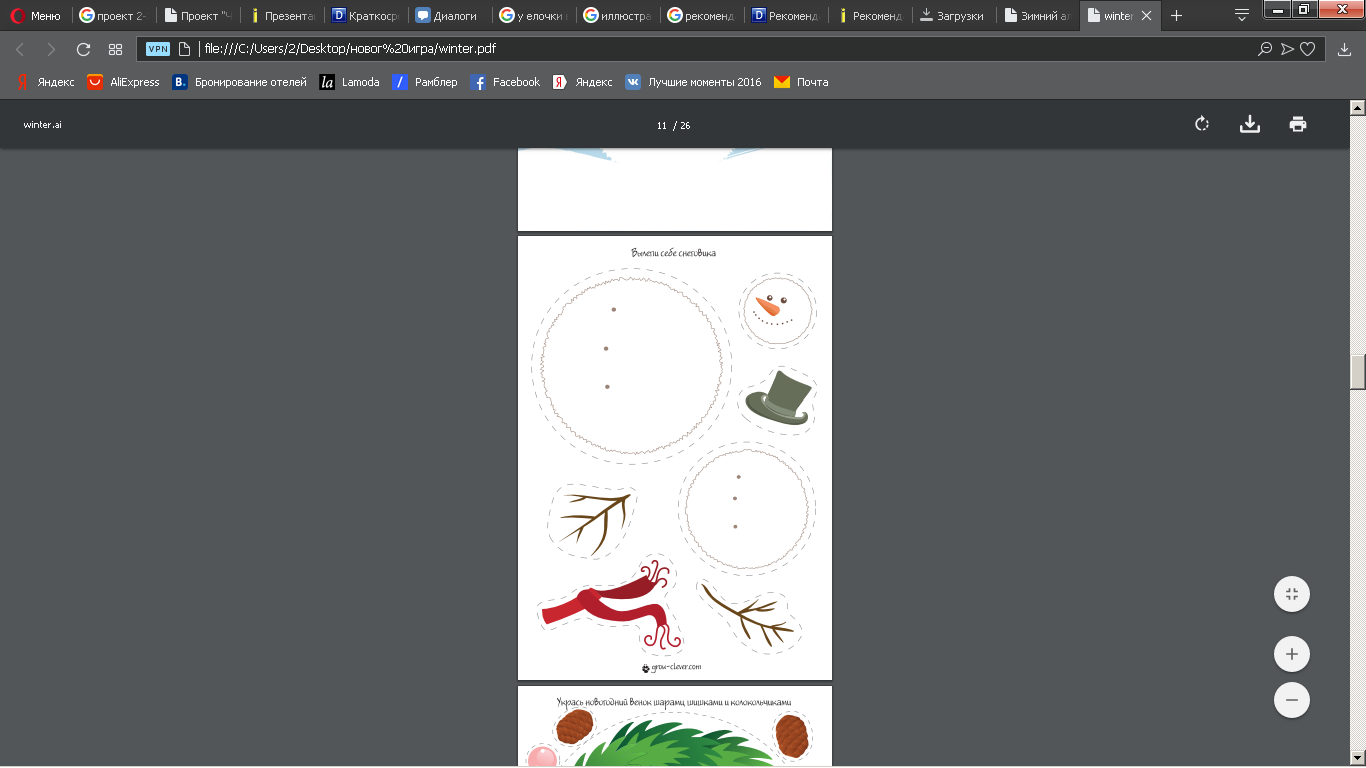 Меню
проект 2-
Проект "Ч
Презента
Краткоср
Диалоги
у елочки
иллюстра
рекоменд
Рекоменд
Рекоменд
Загрузки
Зимний ал
winter
VPN
file:///C:/Users/2/Desktop/новог%20игра/winter.pdf
Яндекс
AliExpress
Бронирование отелей
Lamoda
Рамблер
Facebook
Яндекс
Лучшие моменты 2016
Почта
winter.ai
11 / 26
Вылепи себе снеговика
grow-clever.com
Укрась новогодний венок шарами, шишками и колокольчиками